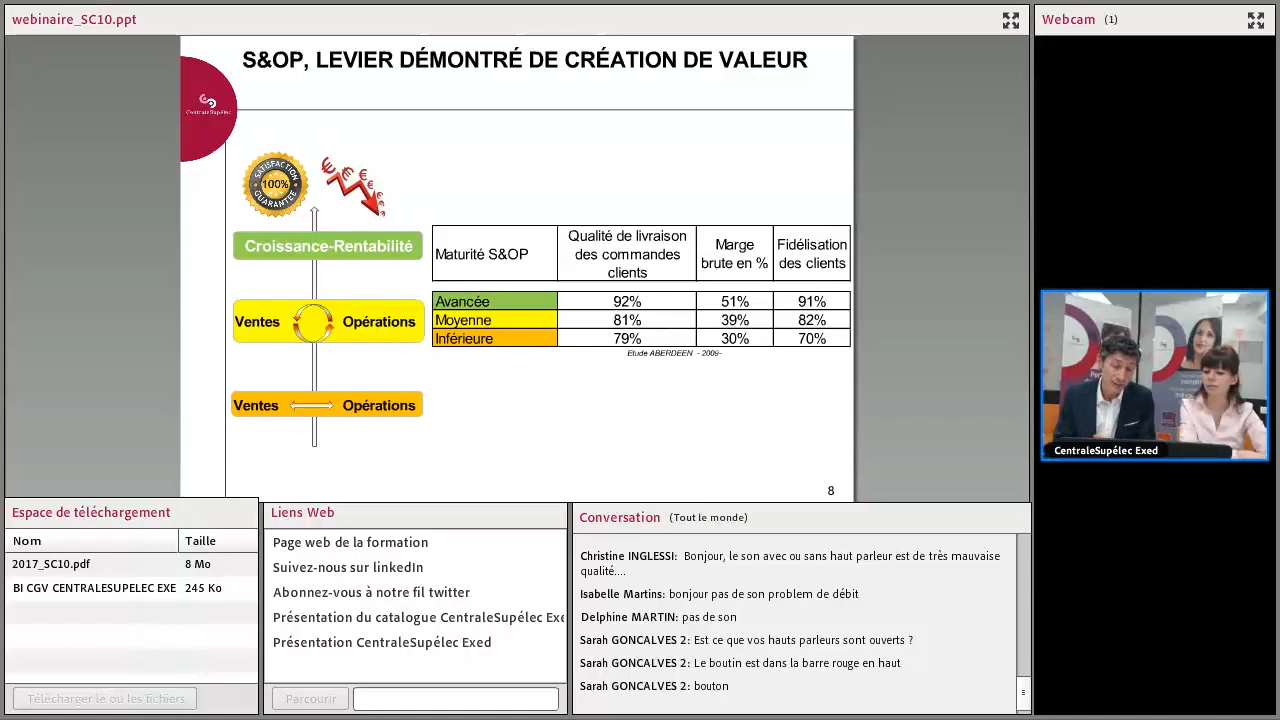 webinaire_SC10.ppt
S&OP, LEVIER DÉMONTRÉ DE CRÉATION DE VALEUR
CentraleSupélec
SATISFACTION
100%
GUARANTEE
Croissance-Rentabilité
Ventes Opérations
Ventes Opérations
Maturité S&OP
Qualité de livraison
des commandes
clients
Marge
brute en %
Fidélisation
des clients
Avancée 92% 51% 91%
Moyenne 81% 39% 82%
Inférieure 79% 30% 70%
Etude ABERDEEN - 2009-
8
Webcam (1)
CentraleSupélec Exed
Espace de téléchargement
Nom Taille
2017_SC10.pdf 8 Mo
BI CGV CENTRALESUPELEC EXE 245 Ko
Télécharger le ou les fichiers
Liens Web
Page web de la formation
Suivez-nous sur linkedIn
Abonnez-vous à notre fil twitter
Présentation du catalogue CentraleSupélec Exe
Présentation CentraleSupélec Exed
Parcourir
Conversation (Tout le monde)
Christine INGLESSI: Bonjour, le son avec ou sans haut parleur est de très mauvaise
qualité....
Isabelle Martins: bonjour pas de son problem de débit
Delphine MARTIN: pas de son
Sarah GONCALVES 2: Est ce que vos hauts parleurs sont ouverts ?
Sarah GONCALVES 2: Le boutin est dans la barre rouge en haut
Sarah GONCALVES 2: bouton